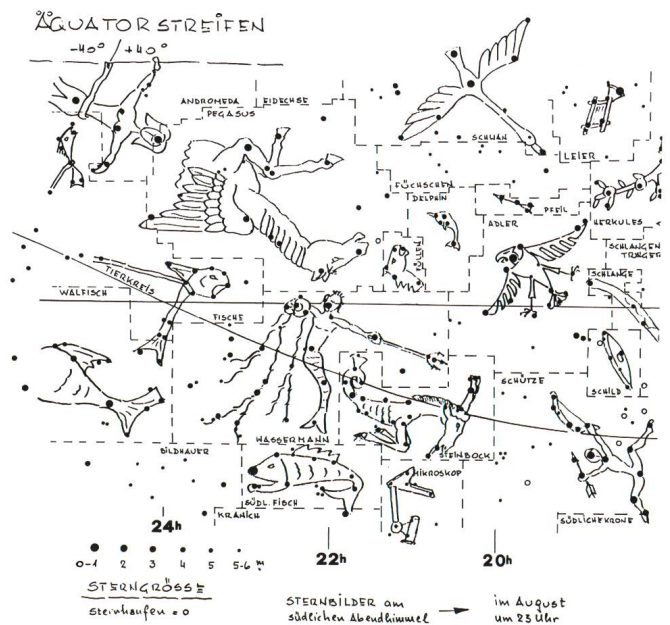 ÄQUATORSTREIFEN
-40° +40°
ANDROMEDA EIDECHSE
PEGASUS
SCHWAN
LEIER
FÜCHSCHEN
DELPHIN
PFEIL
HERKULES
ADLER
SCHLANGEN
TRÄGER
FÜLLEN
SCHLANGE
TIERKREIS
WALFISCH
FISCHE
SCHÜTZE
SCHILD
WASSERMANN
STEINBOCK
BILDHAUER
MIKROSKOP
SÜDL. FISCH
KRANICH
SÜDLICHE KRONE
24h
22h
20h
0-1 2 3 4 5 5-6 m
STERNGRÖSSE
Steinhaufen = 0
STERNBILDER am südlichen Abendhimmel → im August um 23 Uhr